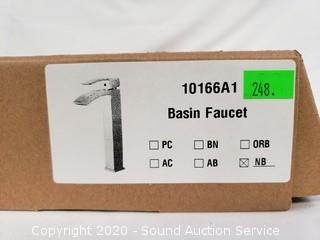 10166A1
248.
Basin Faucet
PC BN ORB
AC AB NB
Copyright 2020 - Sound Auction Service